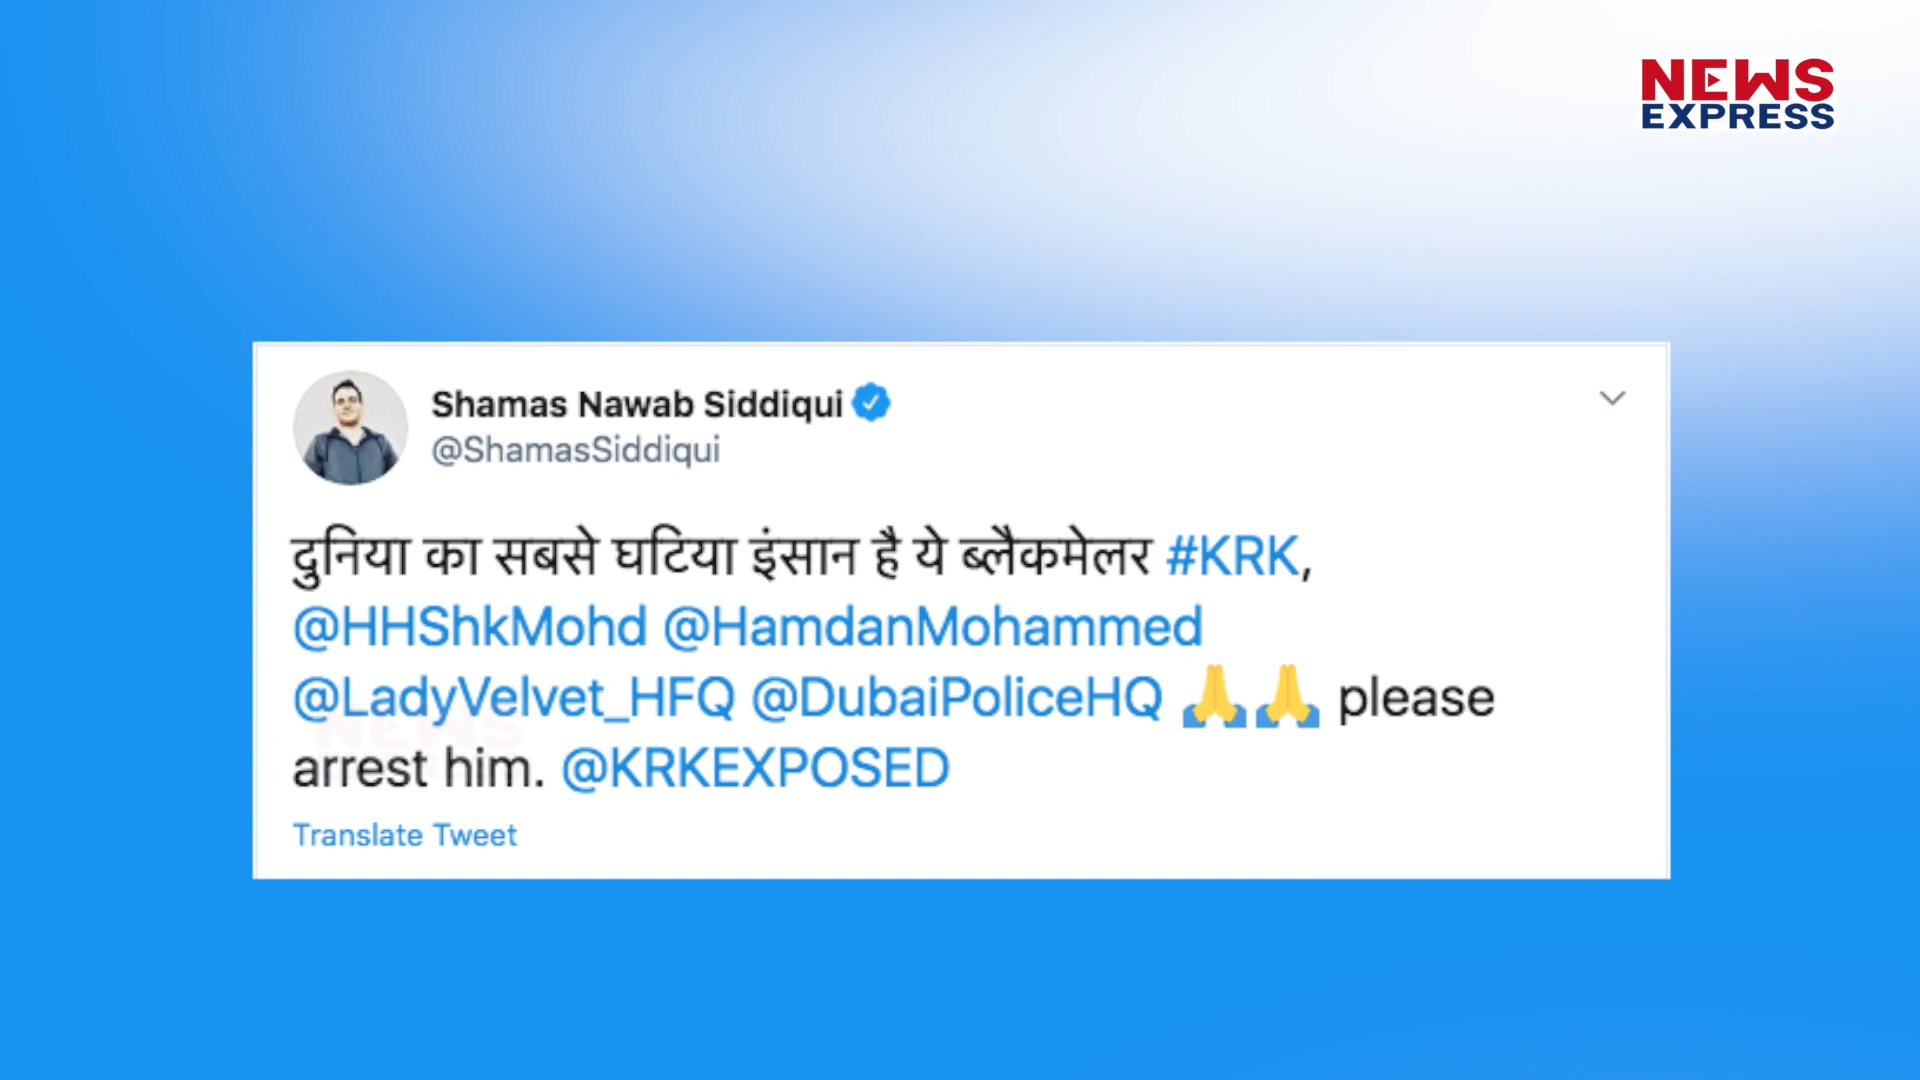 NEWS
EXPRESS
Shamas Nawab Siddiqui
@ShamasSiddiqui
दुनिया का सबसे घटिया इंसान है ये ब्लैकमेलर #KRK,
@HHShkMohd @HamdanMohammed
@LadyVelvet_HFQ @DubaiPoliceHQ 🙏🙏 please
arrest him. @KRKEXPOSED
NEWS
Translate Tweet